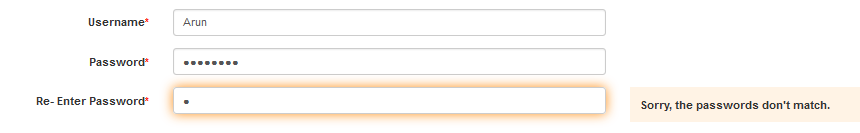 Username* Arun
Password* ••••••••
Re- Enter Password* • Sorry, the passwords don't match.